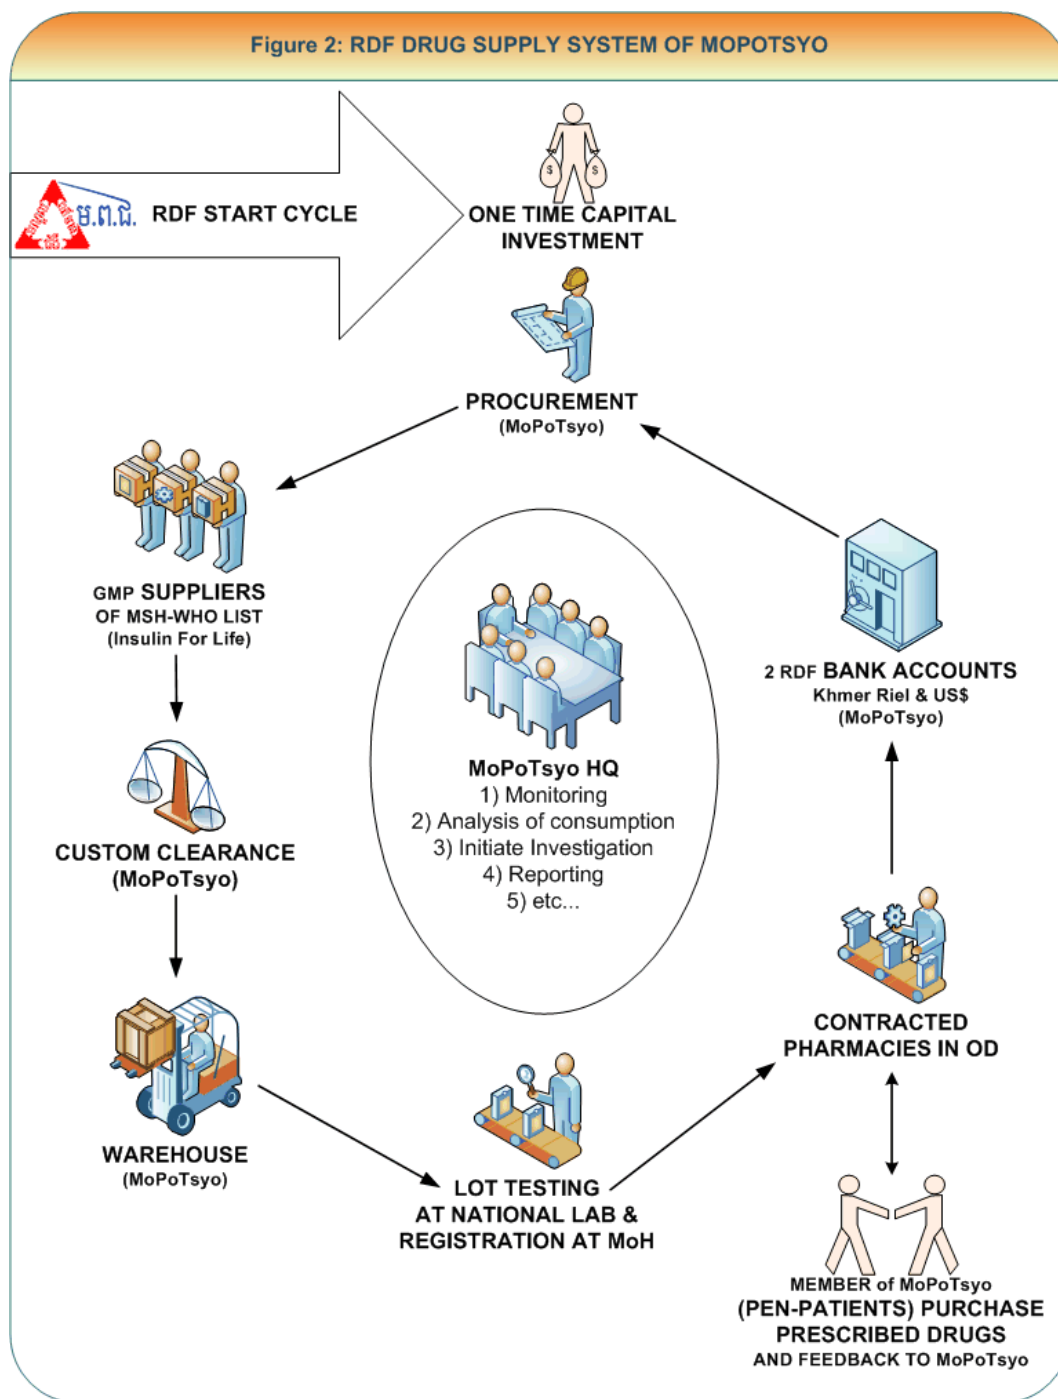 Figure 2: RDF DRUG SUPPLY SYSTEM OF MOPOTSYO
ម.ព.ជ.
RDF START CYCLE
$ $
ONE TIME CAPITAL
INVESTMENT
PROCUREMENT
(MoPoTsyo)
GMP SUPPLIERS
OF MSH-WHO LIST
(Insulin For Life)
2 RDF BANK ACCOUNTS
Khmer Riel & US$
(MoPoTsyo)
MoPoTsyo HQ
1) Monitoring
2) Analysis of consumption
3) Initiate Investigation
4) Reporting
5) etc...
CUSTOM CLEARANCE
(MoPoTsyo)
CONTRACTED
PHARMACIES IN OD
WAREHOUSE
(MoPoTsyo)
LOT TESTING
AT NATIONAL LAB &
REGISTRATION AT MoH
MEMBER of MoPoTsyo
(PEN-PATIENTS) PURCHASE
PRESCRIBED DRUGS
AND FEEDBACK TO MoPoTsyo